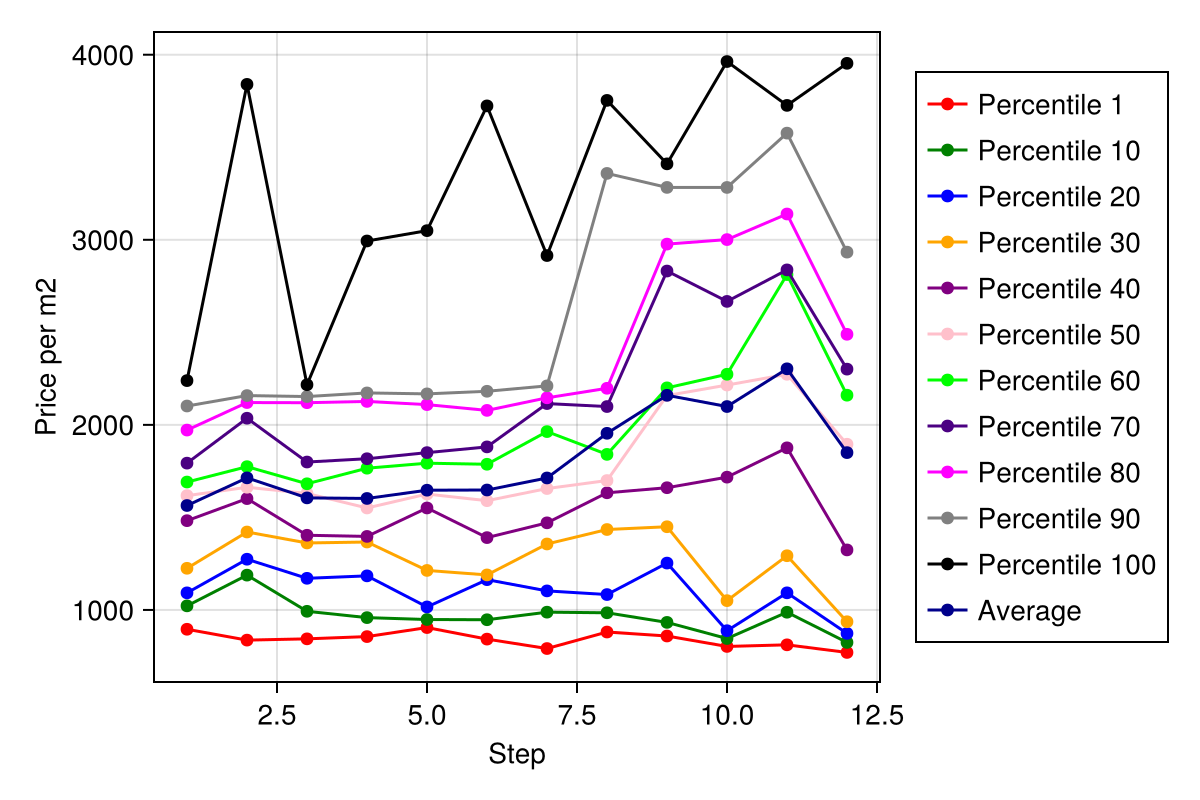 4000
3000
2000
1000
Price per m2
2.5
5.0
7.5
10.0
12.5
Step
Percentile 1
Percentile 10
Percentile 20
Percentile 30
Percentile 40
Percentile 50
Percentile 60
Percentile 70
Percentile 80
Percentile 90
Percentile 100
Average